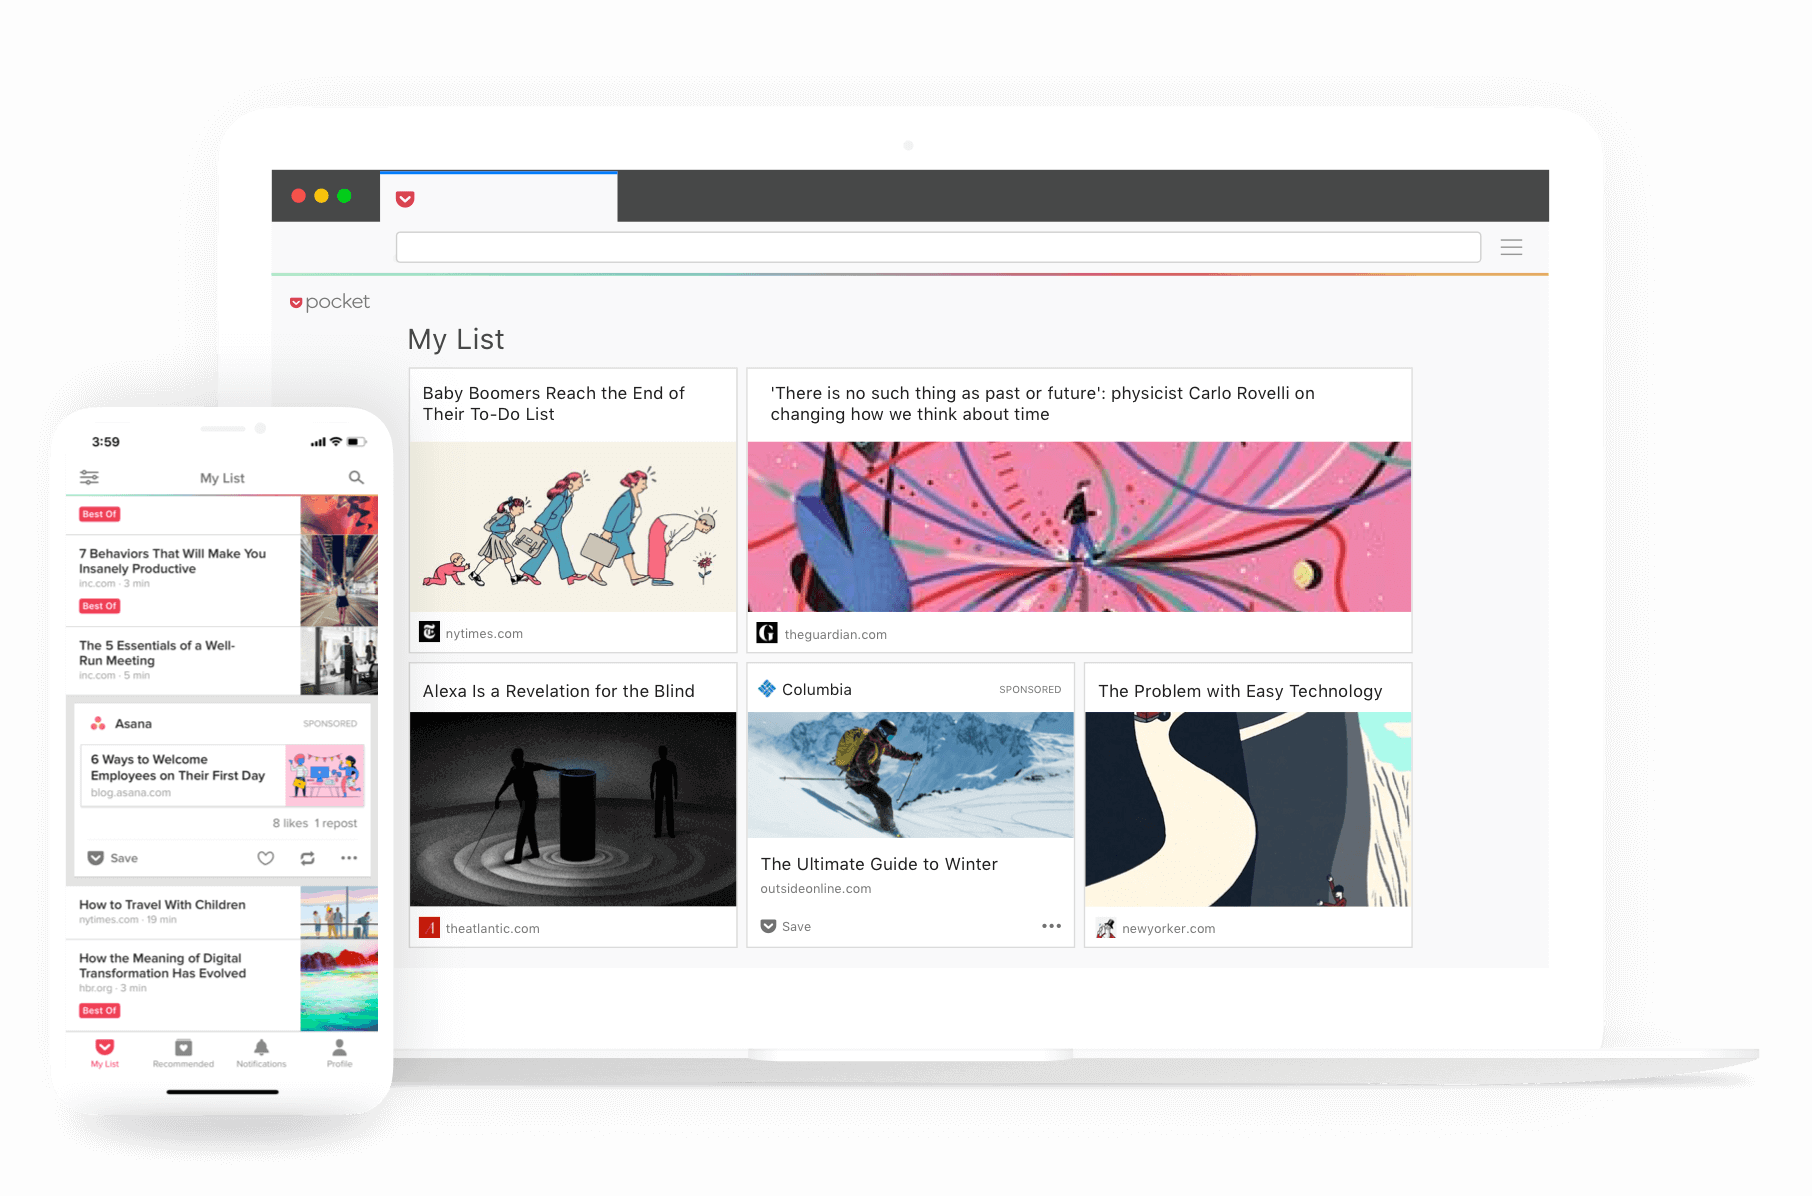 pocket
My List
Baby Boomers Reach the End of
Their To-Do List
nytimes.com
'There is no such thing as past or future': physicist Carlo Rovelli on
changing how we think about time
theguardian.com
Alexa Is a Revelation for the Blind
theatlantic.com
Columbia
SPONSORED
The Ultimate Guide to Winter
outsideonline.com
Save
The Problem with Easy Technology
newyorker.com
3:59
My List
Best Of
7 Behaviors That Will Make You
Insanely Productive
inc.com · 3 min
Best Of
The 5 Essentials of a Well-
Run Meeting
inc.com · 5 min
Asana
SPONSORED
6 Ways to Welcome
Employees on Their First Day
blog.asana.com
8 likes 1 repost
Save
How to Travel With Children
nytimes.com · 19 min
How the Meaning of Digital
Transformation Has Evolved
hbr.org · 3 min
Best Of
My List
Recommended
Notifications
Profile